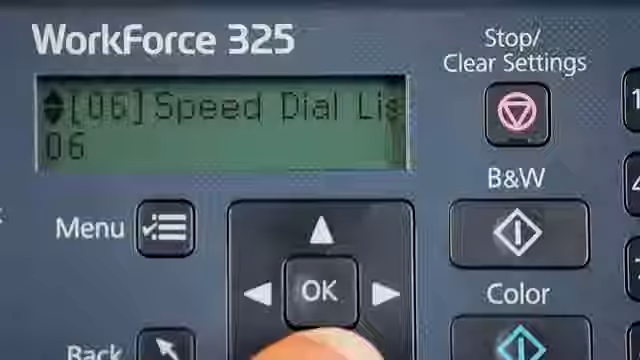 WorkForce 325
Stop/
Clear Settings
[06] Speed Dial Lis
06
B&W
Menu
OK
Color
Back